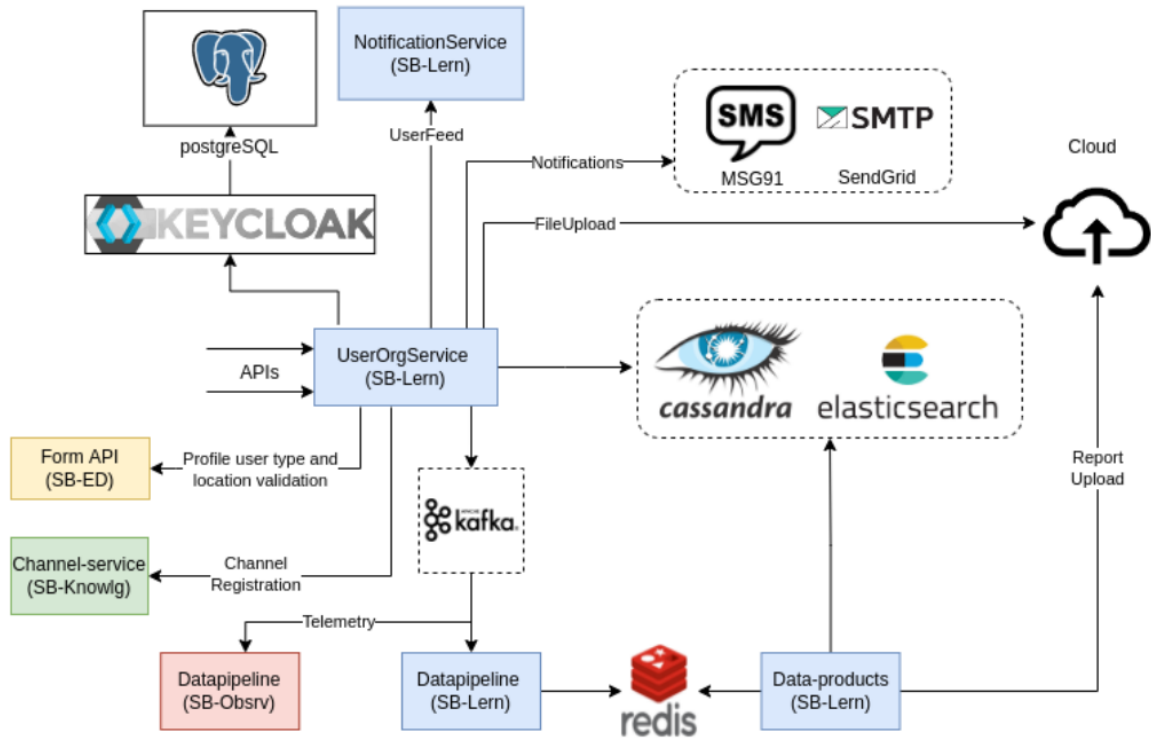 NotificationService
(SB-Lern)
postgreSQL
UserFeed
SMS
MSG91
SMTP
SendGrid
Notifications
Cloud
KEYCLOAK
FileUpload
APIs
UserOrgService
(SB-Lern)
cassandra
elasticsearch
Form API
(SB-ED)
Profile user type and
location validation
APACHE
kafka®
Report
Upload
Channel-service
(SB-Knowlg)
Channel
Registration
Telemetry
Datapipeline
(SB-Obsrv)
Datapipeline
(SB-Lern)
redis
Data-products
(SB-Lern)